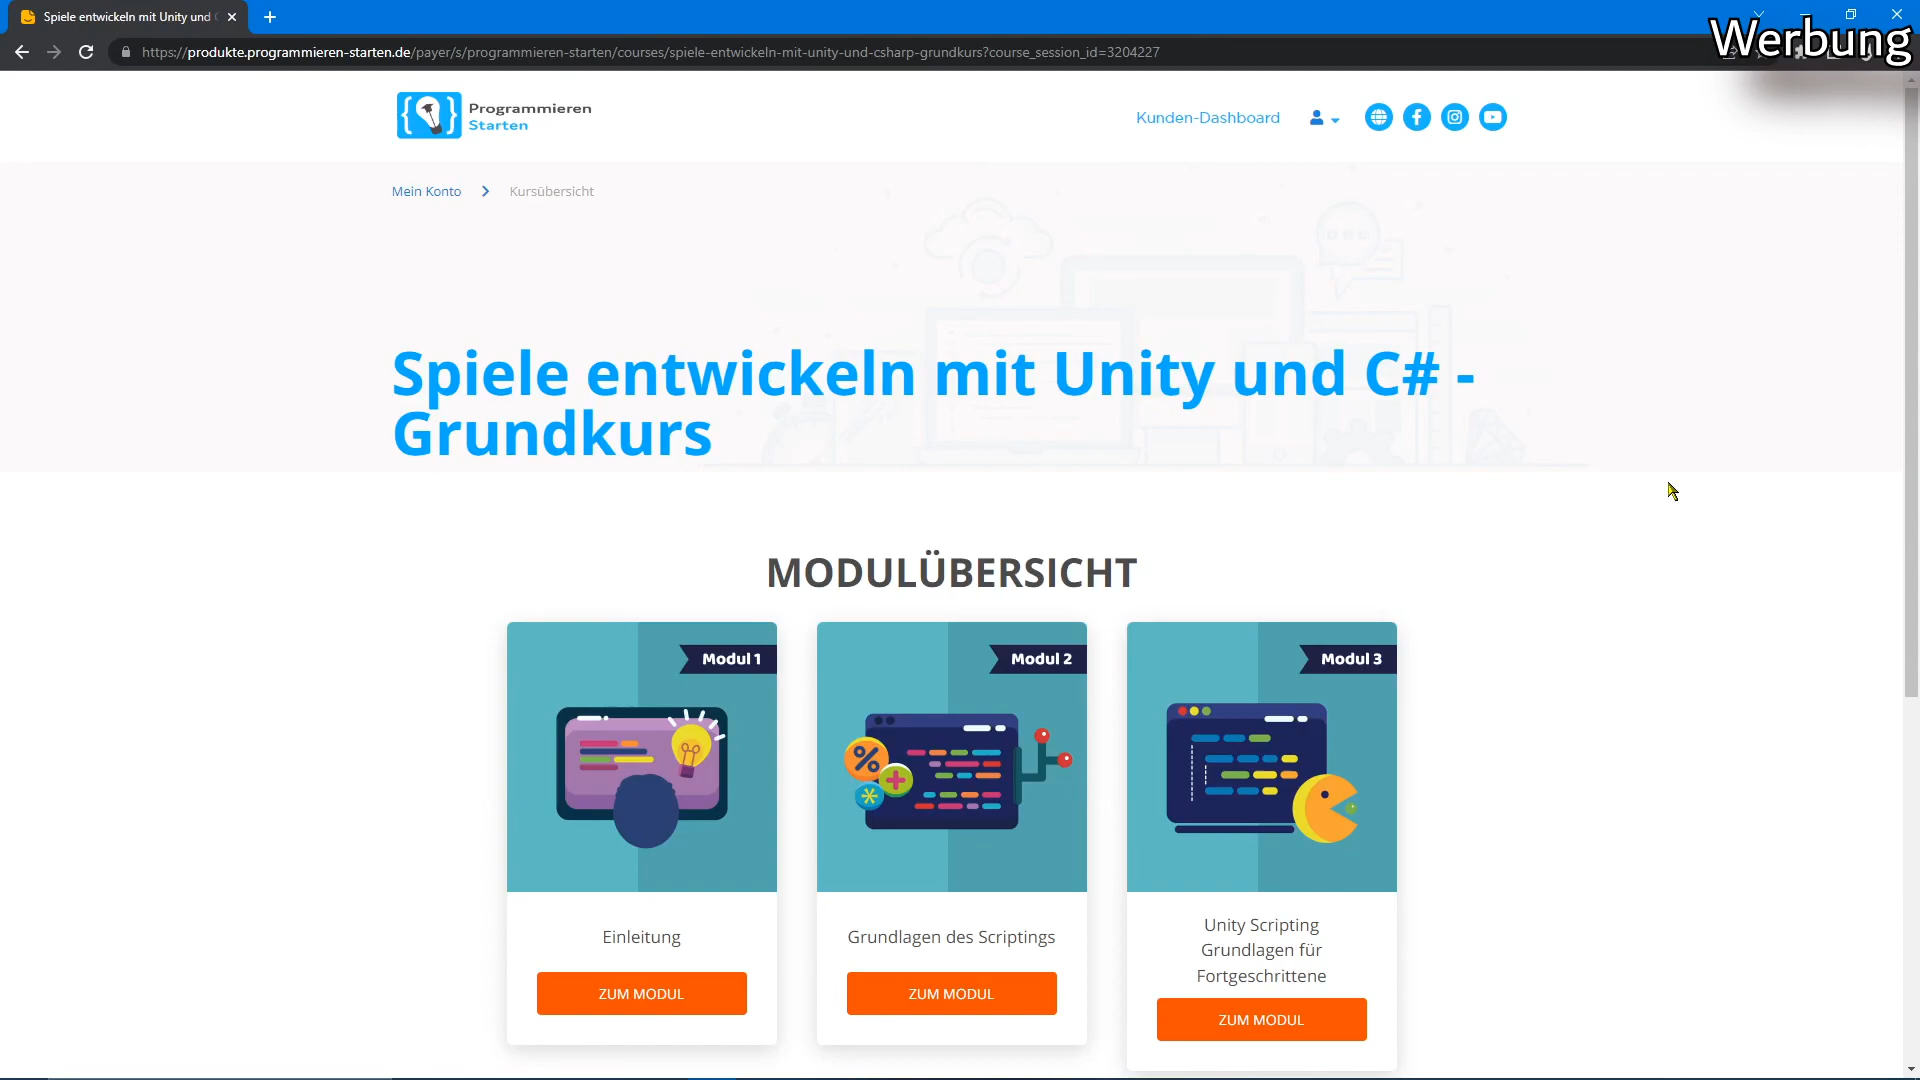 Spiele entwickeln mit Unity und
Werbung
https://produkte.programmieren-starten.de/payer/s/programmieren-starten/courses/spiele-entwickeln-mit-unity-und-csharp-grundkurs?course_session_id=3204227
Programmieren
Starten
Kunden-Dashboard
Mein Konto
Kursübersicht
Spiele entwickeln mit Unity und C# -
Grundkurs
MODULÜBERSICHT
Modul 1
Modul 2
Modul 3
Einleitung
Grundlagen des Scriptings
Unity Scripting
Grundlagen für
Fortgeschrittene
ZUM MODUL
ZUM MODUL
ZUM MODUL